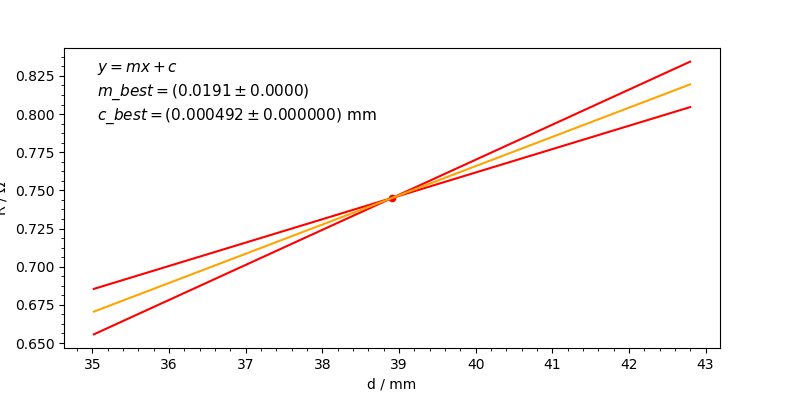 y = mx + c
m_best = (0.0191 ± 0.0000)
c_best = (0.000492 ± 0.000000) mm
0.825
0.800
0.775
0.750
0.725
0.700
0.675
0.650
35 36 37 38 39 40 41 42 43
d / mm